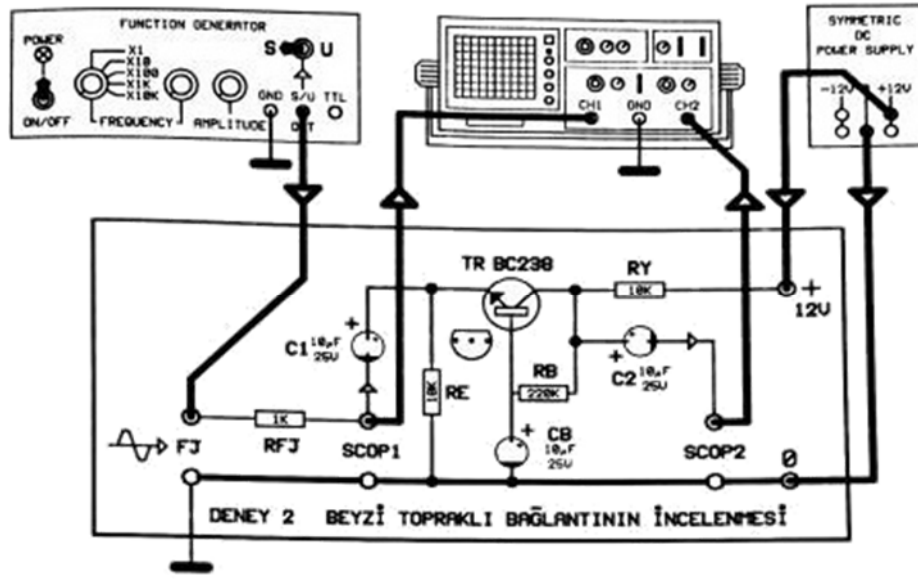 FUNCTION GENERATOR
POWER
X1
X10
X100
X1K
X10K
S U
GND S/U TTL
ON/OFF
FREQUENCY
AMPLITUDE
OUT
CH1 GND CH2
SYMMETRIC
DC
POWER SUPPLY
-12V +12V
TR BC238
RY
10K
+
12V
C1
+
10µF
25V
10K
RE
RB
220K
+
C2
10µF
25V
FJ
1K
RFJ
SCOP1
+
CB
10µF
25V
SCOP2
0
DENEY 2 BEYZİ TOPRAKLI BAĞLANTININ İNCELENMESİ